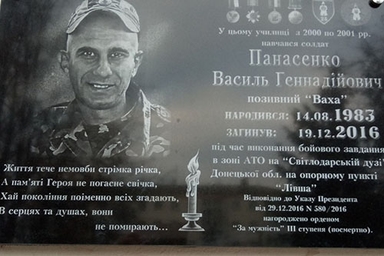 У цьому училищі з 2000 по 2001 рр.
навчався солдат
Панасенко
Василь Геннадійович
позивний "Ваха"
НАРОДИВСЯ: 14.08.1983
ЗАГИНУВ: 19.12.2016
під час виконання бойового завдання
в зоні АТО на "Світлодарській дузі"
Донецької обл. на опорному пункті
"Лівша"
Відповідно до Указу Президента
від 29.12.2016 N 580/2016
нагороджено орденом
"За мужність" III ступеня (посмертно).
Життя тече немовби стрімка річка,
А пам'яті Героя не погасне свічка,
Хай покоління поіменно всіх згадають,
В серцях та душах, вони
не помирають...